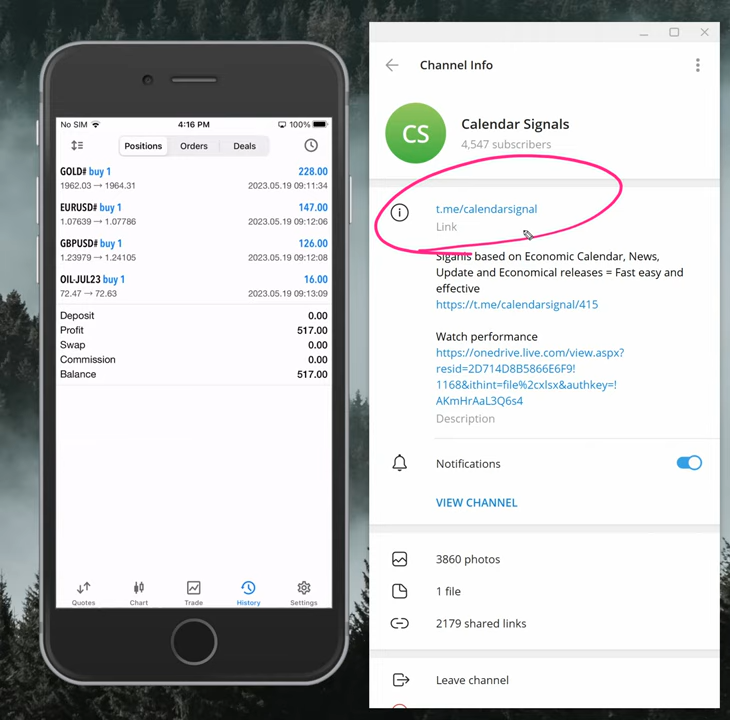 No SIM
4:16 PM
100%
Positions
Orders
Deals
GOLD# buy 1
228.00
1962.03 → 1964.31
2023.05.19 09:11:34
EURUSD# buy 1
147.00
1.07639 → 1.07786
2023.05.19 09:12:06
GBPUSD# buy 1
126.00
1.23979 → 1.24105
2023.05.19 09:12:08
OIL-JUL23 buy 1
16.00
72.47 → 72.63
2023.05.19 09:13:09
Deposit
0.00
Profit
517.00
Swap
0.00
Commission
0.00
Balance
517.00
Quotes
Chart
Trade
History
Settings
Channel Info
CS
Calendar Signals
4,547 subscribers
t.me/calendarsignal
Link
Siganls based on Economic Calendar, News,
Update and Economical releases = Fast easy and
effective
https://t.me/calendarsignal/415
Watch performance
https://onedrive.live.com/view.aspx?
resid=2D714D8B5866E6F9!
1168&ithint=file%2cxlsx&authkey=!
AKmHrAaL3Q6s4
Description
Notifications
VIEW CHANNEL
3860 photos
1 file
2179 shared links
Leave channel